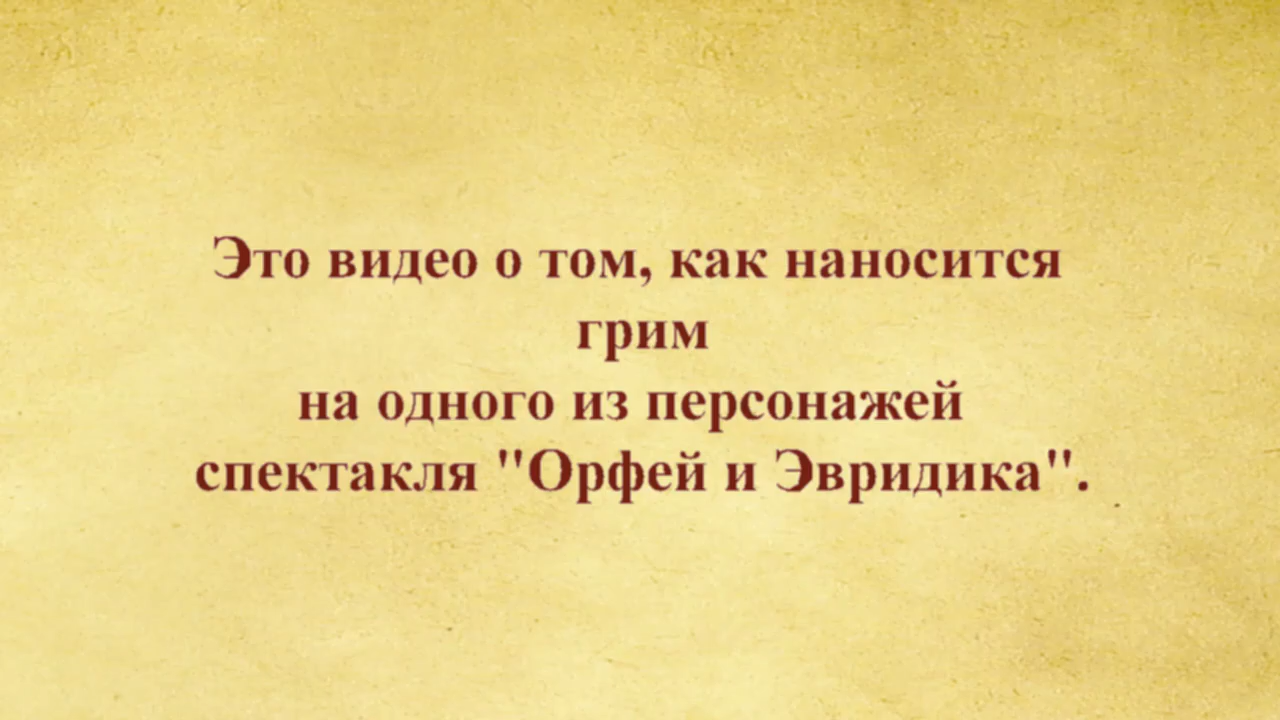 Это видео о том, как наносится
грим
на одного из персонажей
спектакля "Орфей и Эвридика".